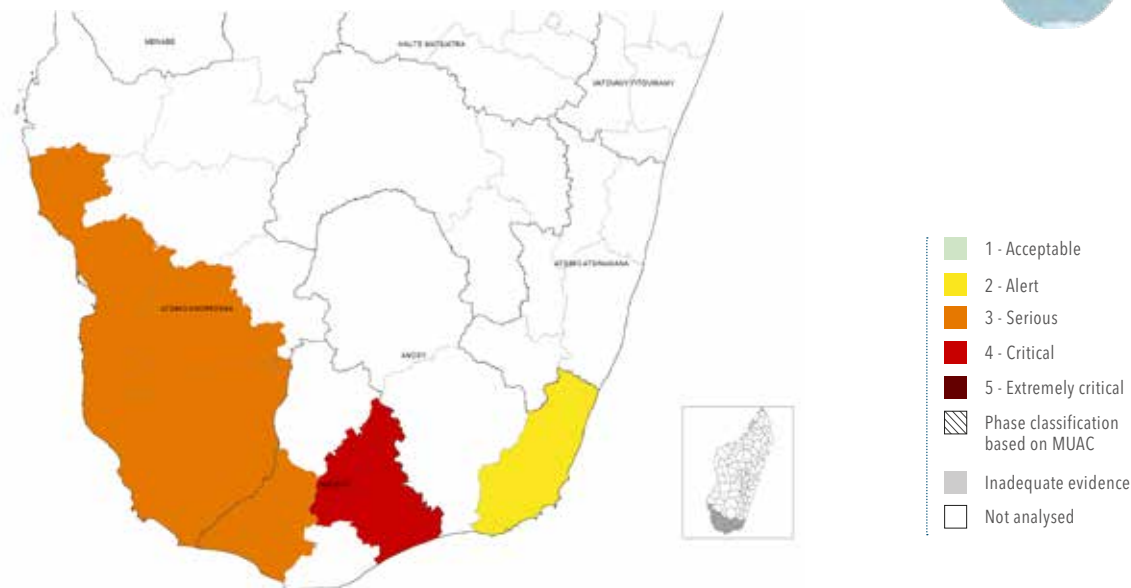 MENABE
HAUTE MATSIATRA
VATOVAVY FITOVINANY
ATSIMO ATSINANANA
ATSIMO ANDREFANA
ANOSY
1 - Acceptable
2 - Alert
3 - Serious
4 - Critical
5 - Extremely critical
Phase classification
based on MUAC
Inadequate evidence
Not analysed